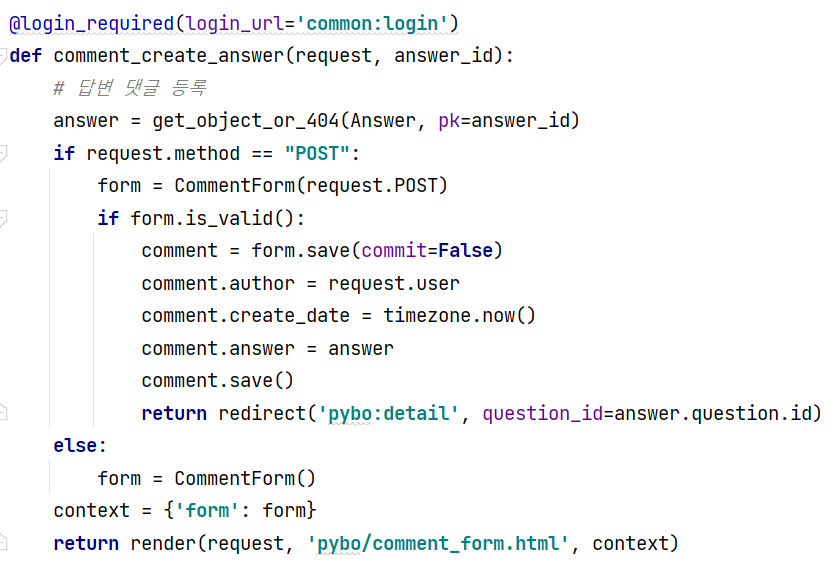 @login_required(login_url='common:login')
def comment_create_answer(request, answer_id):
    # 답변 댓글 등록
    answer = get_object_or_404(Answer, pk=answer_id)
    if request.method == "POST":
        form = CommentForm(request.POST)
        if form.is_valid():
            comment = form.save(commit=False)
            comment.author = request.user
            comment.create_date = timezone.now()
            comment.answer = answer
            comment.save()
            return redirect('pybo:detail', question_id=answer.question.id)
    else:
        form = CommentForm()
    context = {'form': form}
    return render(request, 'pybo/comment_form.html', context)